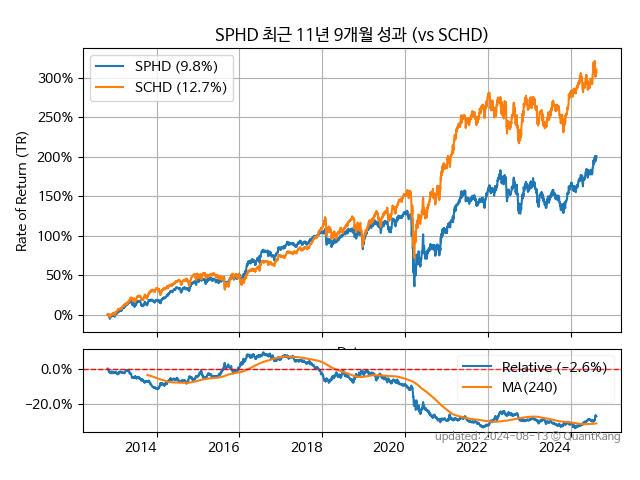 SPHD 최근 11년 9개월 성과 (vs SCHD)
SPHD (9.8%)
SCHD (12.7%)
Rate of Return (TR)
300%
250%
200%
150%
100%
50%
0%
0.0%
-20.0%
Relative (-2.6%)
MA(240)
2014
2016
2018
2020
2022
2024
updated: 2024-08-13 © QuantKang